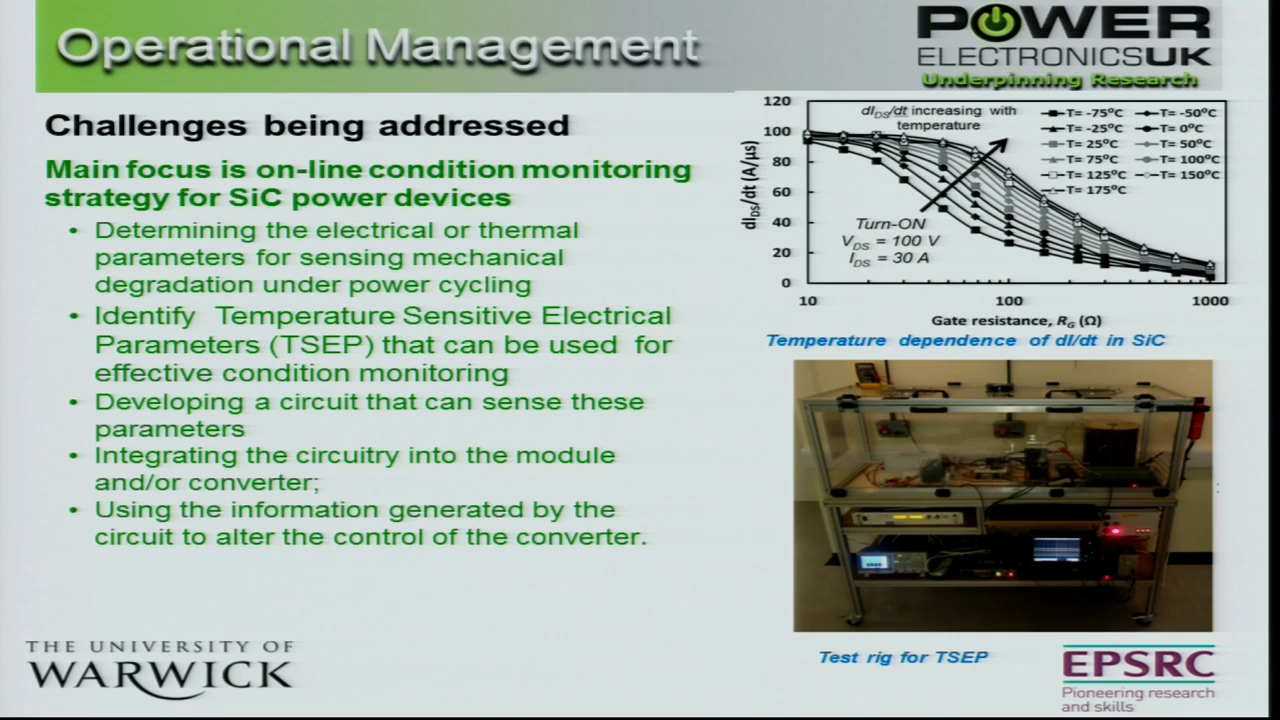 Operational Management
POWER
ELECTRONICSUK
Underpinning Research
Challenges being addressed
Main focus is on-line condition monitoring
strategy for SiC power devices
• Determining the electrical or thermal
parameters for sensing mechanical
degradation under power cycling
• Identify Temperature Sensitive Electrical
Parameters (TSEP) that can be used for
effective condition monitoring
• Developing a circuit that can sense these
parameters
• Integrating the circuitry into the module
and/or converter;
• Using the information generated by the
circuit to alter the control of the converter.
dIDS/dt (A/µs)
120
100
80
60
40
20
0
dIDS/dt increasing with
temperature
T= -75°C T= -50°C
T= -25°C T= 0°C
T= 25°C T= 50°C
T= 75°C T= 100°C
T= 125°C T= 150°C
T= 175°C
Turn-ON
VDS = 100 V
IDS = 30 A
10 100 1000
Gate resistance, RG (Ω)
Temperature dependence of dI/dt in SiC
Test rig for TSEP
THE UNIVERSITY OF
WARWICK
EPSRC
Pioneering research
and skills